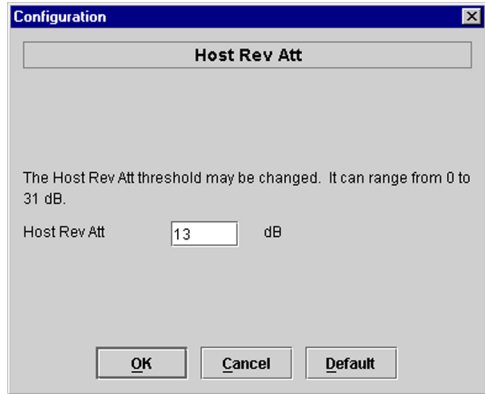 Configuration
Host Rev Att
The Host Rev Att threshold may be changed. It can range from 0 to
31 dB.
Host Rev Att 13 dB
OK Cancel Default